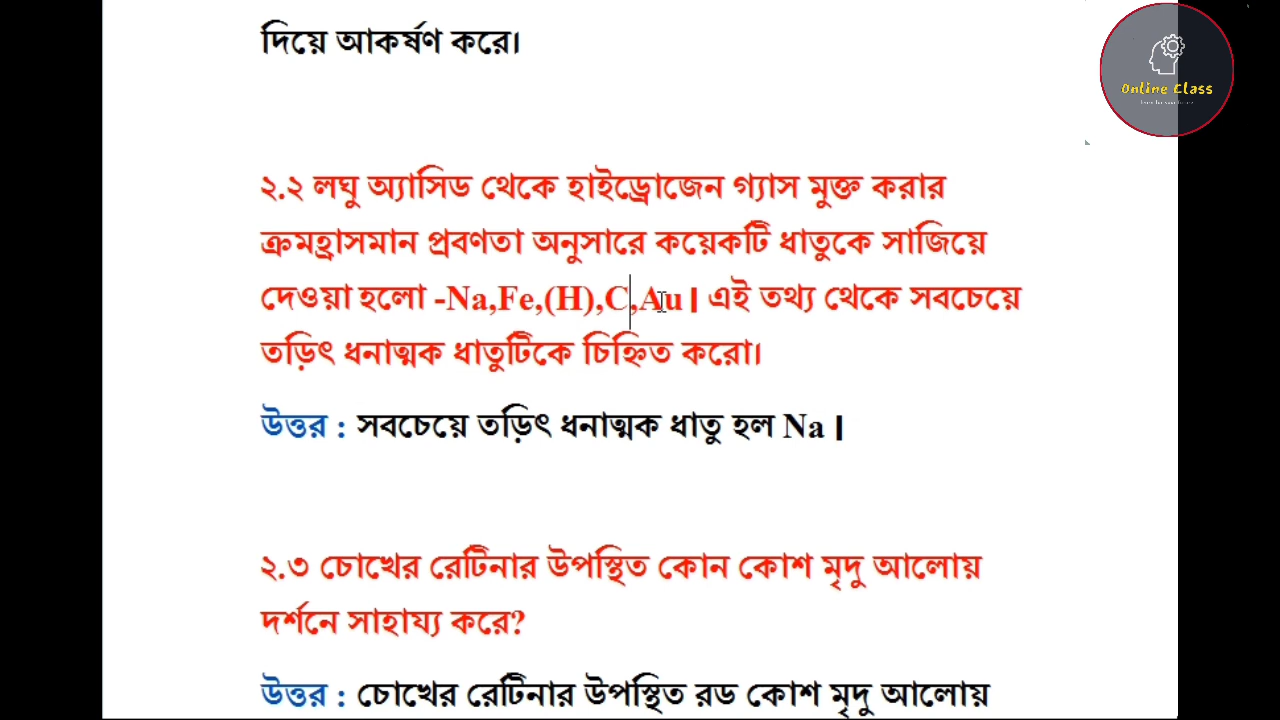 দিয়ে আকর্ষণ করে।
Online Class
২.২ লঘু অ্যাসিড থেকে হাইড্রোজেন গ্যাস মুক্ত করার
ক্রমহ্রাসমান প্রবণতা অনুসারে কয়েকটি ধাতুকে সাজিয়ে
দেওয়া হলো -Na,Fe,(H),C,Au। এই তথ্য থেকে সবচেয়ে
তড়িৎ ধনাত্মক ধাতুটিকে চিহ্নিত করো।
উত্তর : সবচেয়ে তড়িৎ ধনাত্মক ধাতু হল Na ।
২.৩ চোখের রেটিনার উপস্থিত কোন কোশ মৃদু আলোয়
দর্শনে সাহায্য করে?
উত্তর : চোখের রেটিনার উপস্থিত রড কোশ মৃদু আলোয়